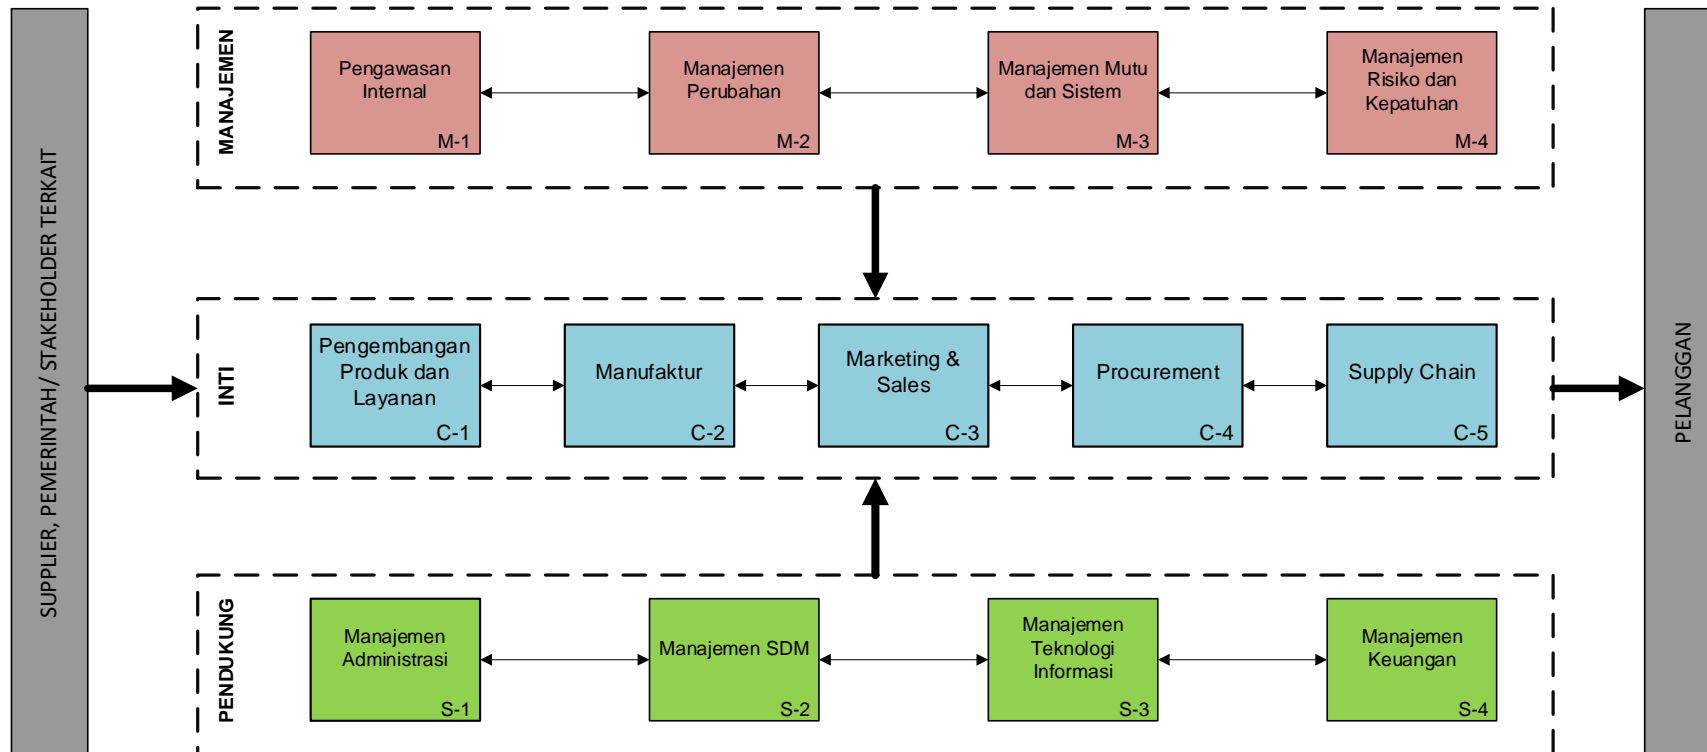 SUPPLIER, PEMERINTAH/ STAKEHOLDER TERKAIT
MANAJEMEN
Pengawasan
Internal
M-1
Manajemen
Perubahan
M-2
Manajemen Mutu
dan Sistem
M-3
Manajemen
Risiko dan
Kepatuhan
M-4
INTI
Pengembangan
Produk dan
Layanan
C-1
Manufaktur
C-2
Marketing &
Sales
C-3
Procurement
C-4
Supply Chain
C-5
PENDUKUNG
Manajemen
Administrasi
S-1
Manajemen SDM
S-2
Manajemen
Teknologi
Informasi
S-3
Manajemen
Keuangan
S-4
PELANGGAN